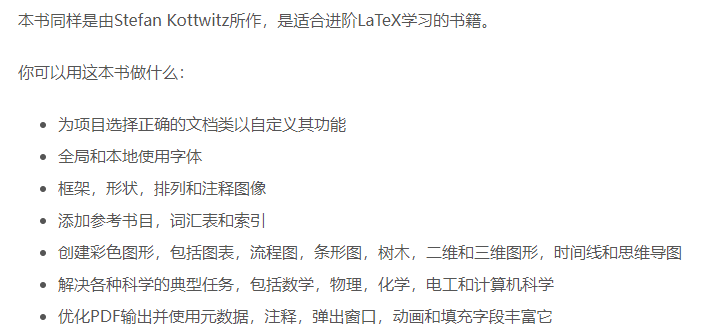 本书同样是由Stefan Kottwitz所作，是适合进阶LaTeX学习的书籍。
你可以用这本书做什么：
为项目选择正确的文档类以自定义其功能
全局和本地使用字体
框架，形状，排列和注释图像
添加参考书目，词汇表和索引
创建彩色图形，包括图表，流程图，条形图，树木，二维和三维图形，时间线和思维导图
解决各种科学的典型任务，包括数学，物理，化学，电工和计算机科学
优化PDF输出并使用元数据，注释，弹出窗口，动画和填充字段丰富它